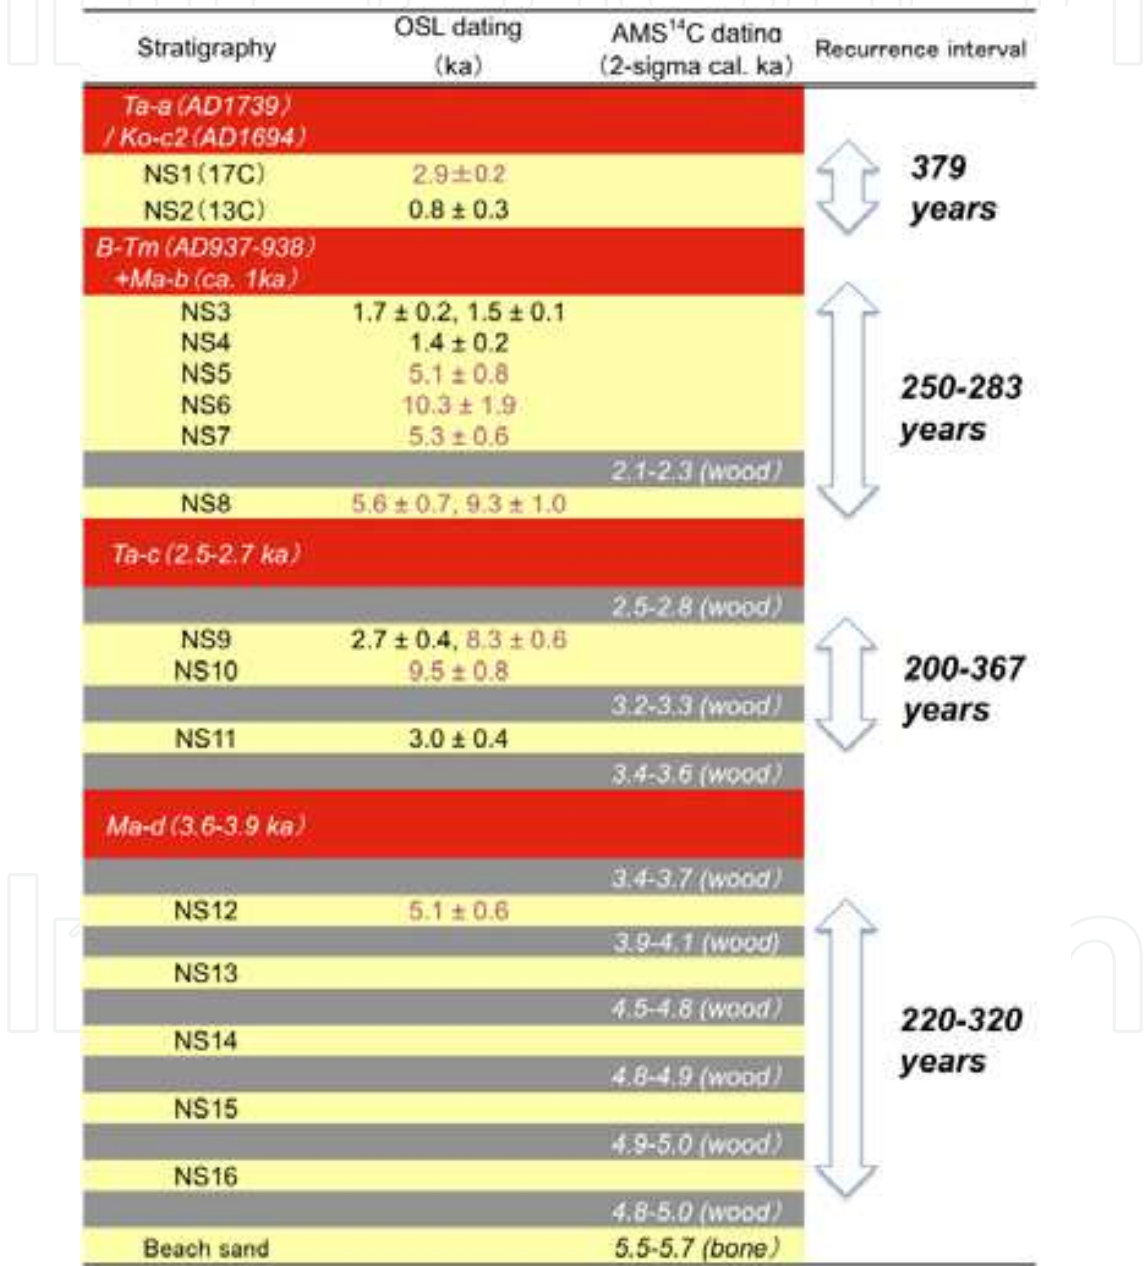 Stratigraphy OSL dating (ka) AMS14C dating (2-sigma cal. ka) Recurrence interval
Ta-a (AD1739)
/ Ko-c2 (AD1694)
NS1 (17C) 2.9±0.2
379 years
NS2 (13C) 0.8 ± 0.3
B-Tm (AD937-938)
+Ma-b (ca. 1ka)
NS3 1.7 ± 0.2, 1.5 ± 0.1
NS4 1.4 ± 0.2
NS5 5.1 ± 0.8
250-283 years
NS6 10.3 ± 1.9
NS7 5.3 ± 0.6
2.1-2.3 (wood)
NS8 5.6 ± 0.7, 9.3 ± 1.0
Ta-c (2.5-2.7 ka)
2.5-2.8 (wood)
NS9 2.7 ± 0.4, 8.3 ± 0.6
NS10 9.5 ± 0.8
200-367 years
3.2-3.3 (wood)
NS11 3.0 ± 0.4
3.4-3.6 (wood)
Ma-d (3.6-3.9 ka)
3.4-3.7 (wood)
NS12 5.1 ± 0.6
3.9-4.1 (wood)
NS13
4.5-4.8 (wood)
NS14
220-320 years
4.8-4.9 (wood)
NS15
4.9-5.0 (wood)
NS16
4.8-5.0 (wood)
Beach sand 5.5-5.7 (bone)